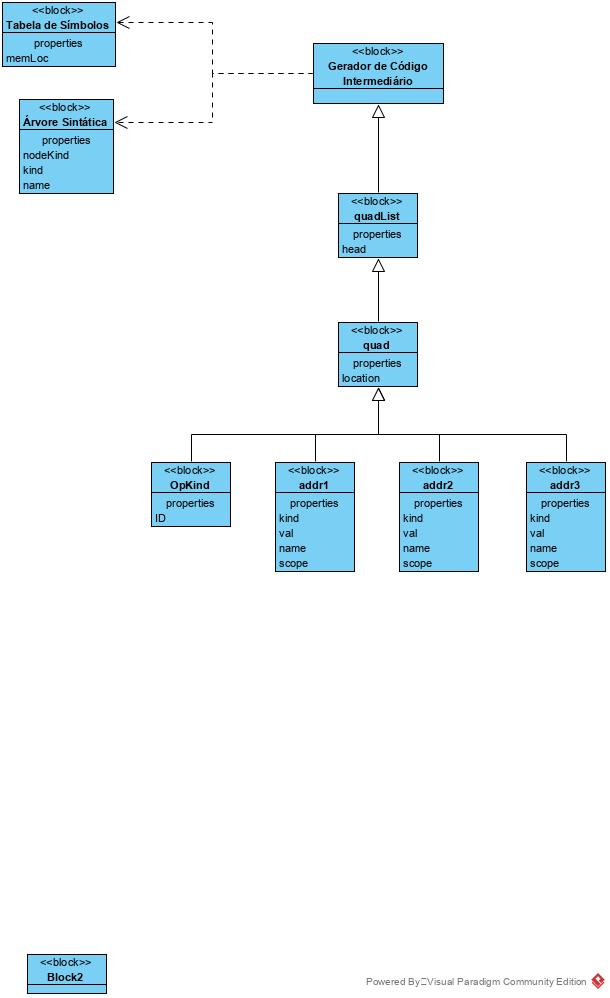 <<block>>
Tabela de Símbolos
properties
memLoc
<<block>>
Gerador de Código
Intermediário
<<block>>
Árvore Sintática
properties
nodeKind
kind
name
<<block>>
quadList
properties
head
<<block>>
quad
properties
location
<<block>>
OpKind
properties
ID
<<block>>
addr1
properties
kind
val
name
scope
<<block>>
addr2
properties
kind
val
name
scope
<<block>>
addr3
properties
kind
val
name
scope
<<block>>
Block2
Powered By Visual Paradigm Community Edition